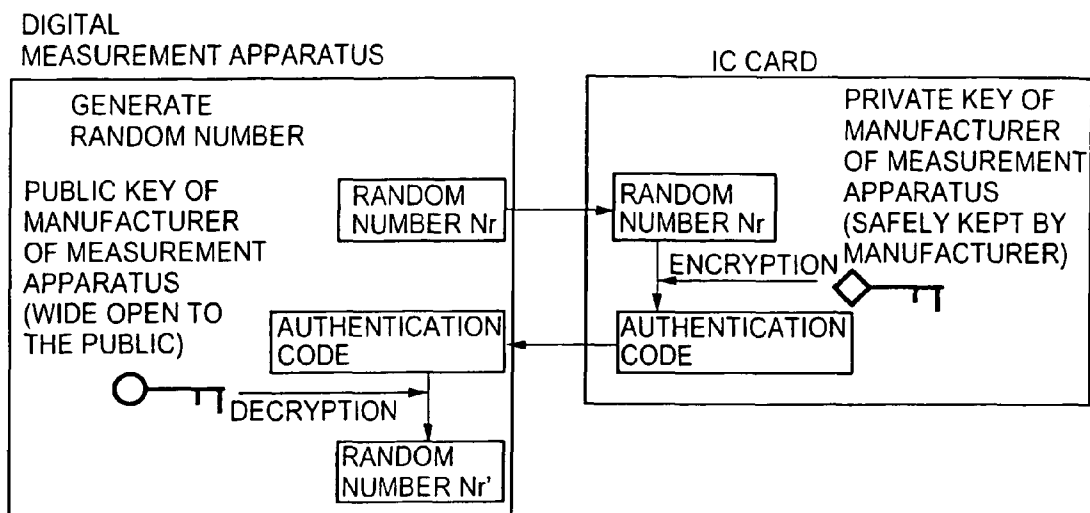 DIGITAL
MEASUREMENT APPARATUS
GENERATE
RANDOM NUMBER
PUBLIC KEY OF
MANUFACTURER
OF MEASUREMENT
APPARATUS
(WIDE OPEN TO
THE PUBLIC)
RANDOM
NUMBER Nr
AUTHENTICATION
CODE
DECRYPTION
RANDOM
NUMBER Nr'
IC CARD
RANDOM
NUMBER Nr
PRIVATE KEY OF
MANUFACTURER
OF MEASUREMENT
APPARATUS
(SAFELY KEPT BY
MANUFACTURER)
ENCRYPTION
AUTHENTICATION
CODE